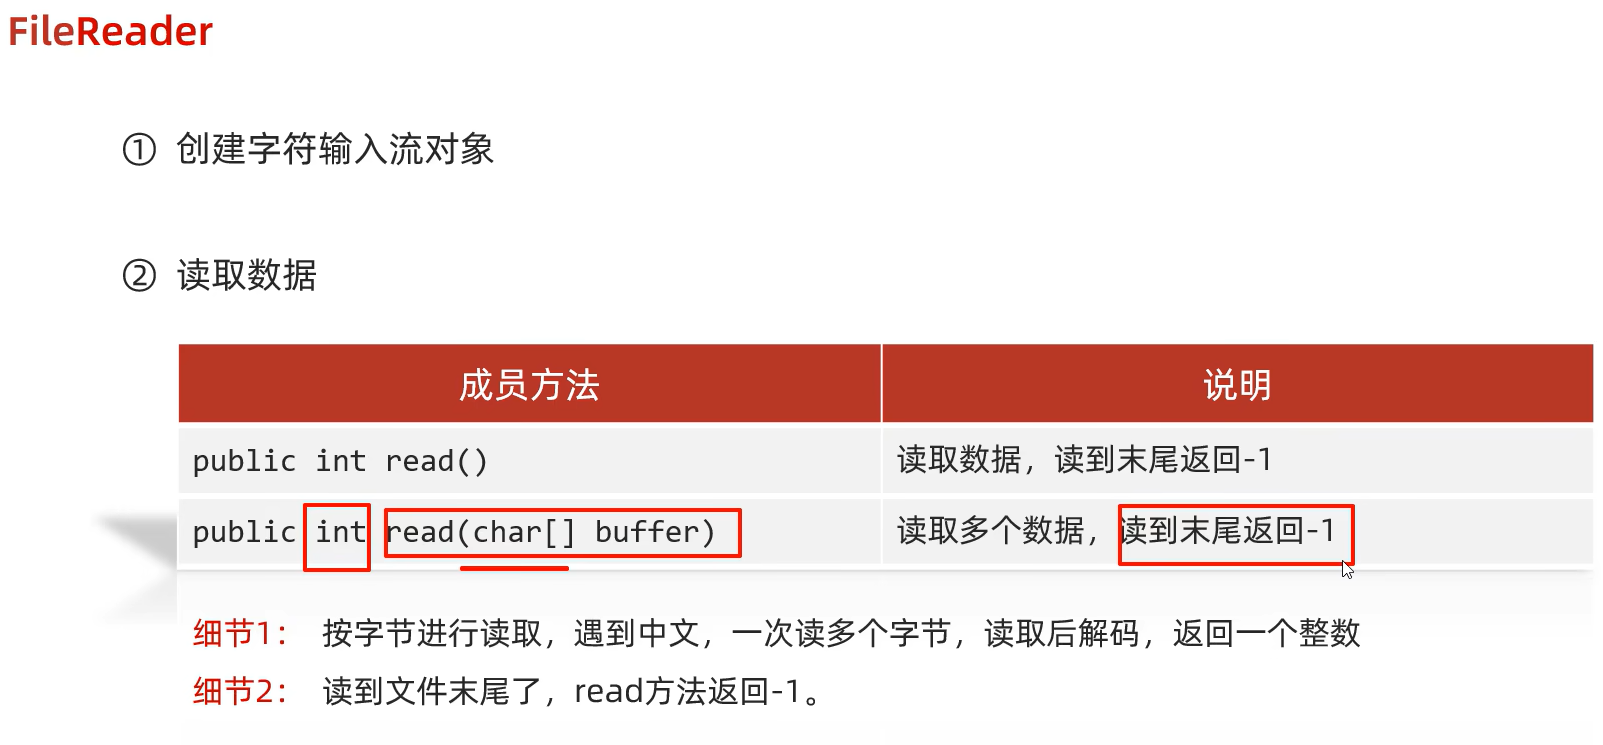 FileReader
① 创建字符输入流对象
② 读取数据
成员方法 说明
public int read() 读取数据，读到末尾返回-1
public int read(char[] buffer) 读取多个数据，读到末尾返回-1
细节1： 按字节进行读取，遇到中文，一次读多个字节，读取后解码，返回一个整数
细节2： 读到文件末尾了，read方法返回-1。